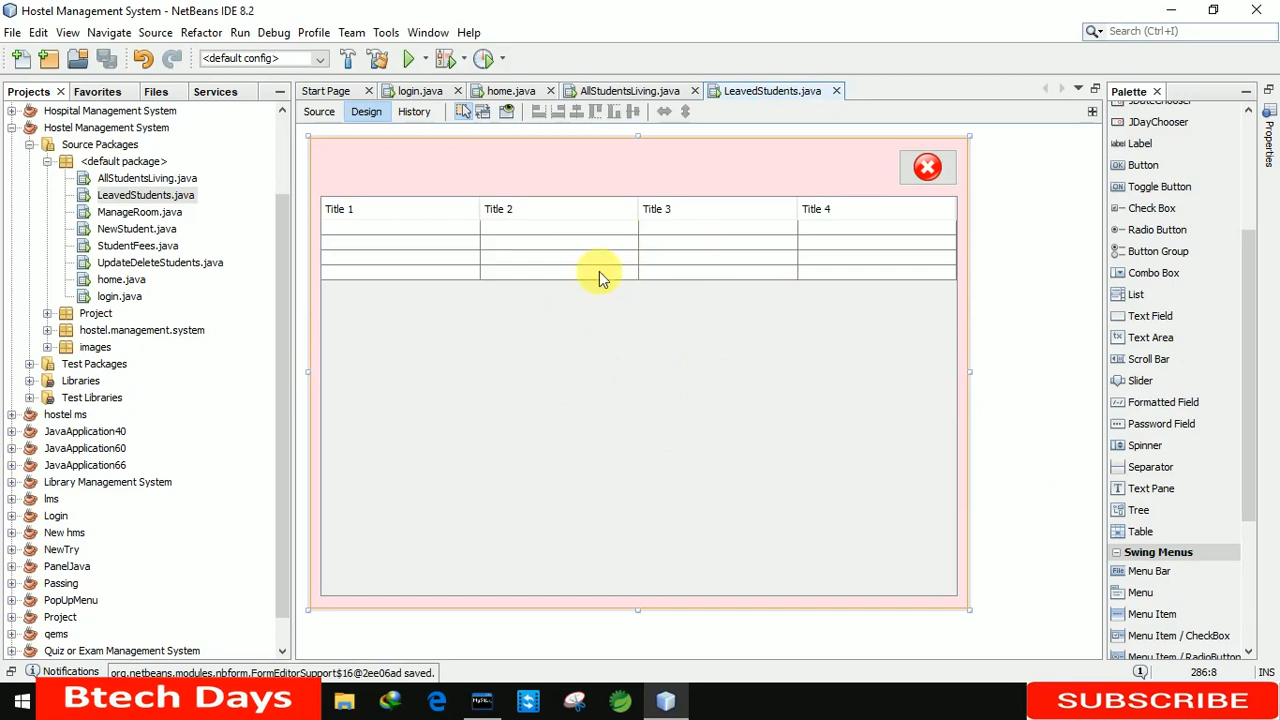 Hostel Management System - NetBeans IDE 8.2
File Edit View Navigate Source Refactor Run Debug Profile Team Tools Window Help
Search (Ctrl+I)
<default config>
Projects Favorites Files Services
Start Page login.java home.java AllStudentsLiving.java LeavedStudents.java
Palette
Source Design History
Hospital Management System
Hostel Management System
Source Packages
<default package>
AllStudentsLiving.java
LeavedStudents.java
ManageRoom.java
NewStudent.java
StudentFees.java
UpdateDeleteStudents.java
home.java
login.java
Project
hostel.management.system
images
Test Packages
Libraries
Test Libraries
hostel ms
JavaApplication40
JavaApplication60
JavaApplication66
Library Management System
lms
Login
New hms
NewTry
PanelJava
Passing
PopUpMenu
Project
qems
Quiz or Exam Management System
Title 1 Title 2 Title 3 Title 4
JDateChooser
JDayChooser
Label
Button
Toggle Button
Check Box
Radio Button
Button Group
Combo Box
List
Text Field
Text Area
Scroll Bar
Slider
Formatted Field
Password Field
Spinner
Separator
Text Pane
Tree
Table
Swing Menus
Menu Bar
Menu
Menu Item
Menu Item / CheckBox
Menu Item / RadioButton
Properties
Notifications
org.netbeans.modules.nbform.FormEditorSupport$16@2ee06ad saved.
286:8 INS
Btech Days
SUBSCRIBE